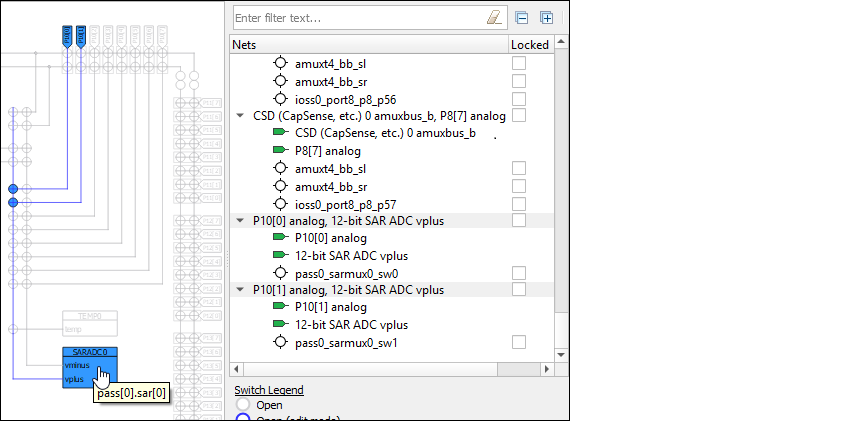 Enter filter text...
Nets
Locked
amuxt4_bb_sl
amuxt4_bb_sr
ioss0_port8_p8_p56
CSD (CapSense, etc.) 0 amuxbus_b, P8[7] analog
CSD (CapSense, etc.) 0 amuxbus_b
P8[7] analog
amuxt4_bb_sl
amuxt4_bb_sr
ioss0_port8_p8_p57
P10[0] analog, 12-bit SAR ADC vplus
P10[0] analog
12-bit SAR ADC vplus
pass0_sarmux0_sw0
P10[1] analog, 12-bit SAR ADC vplus
P10[1] analog
12-bit SAR ADC vplus
pass0_sarmux0_sw1
Switch Legend
Open
Open (edit mode)
TEMP0
temp
SARADC0
vminus
vplus
pass[0].sar[0]